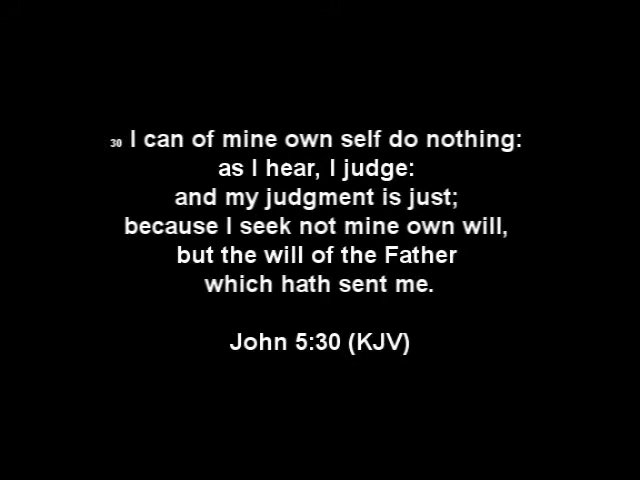 30 I can of mine own self do nothing:
as I hear, I judge:
and my judgment is just;
because I seek not mine own will,
but the will of the Father
which hath sent me.
John 5:30 (KJV)